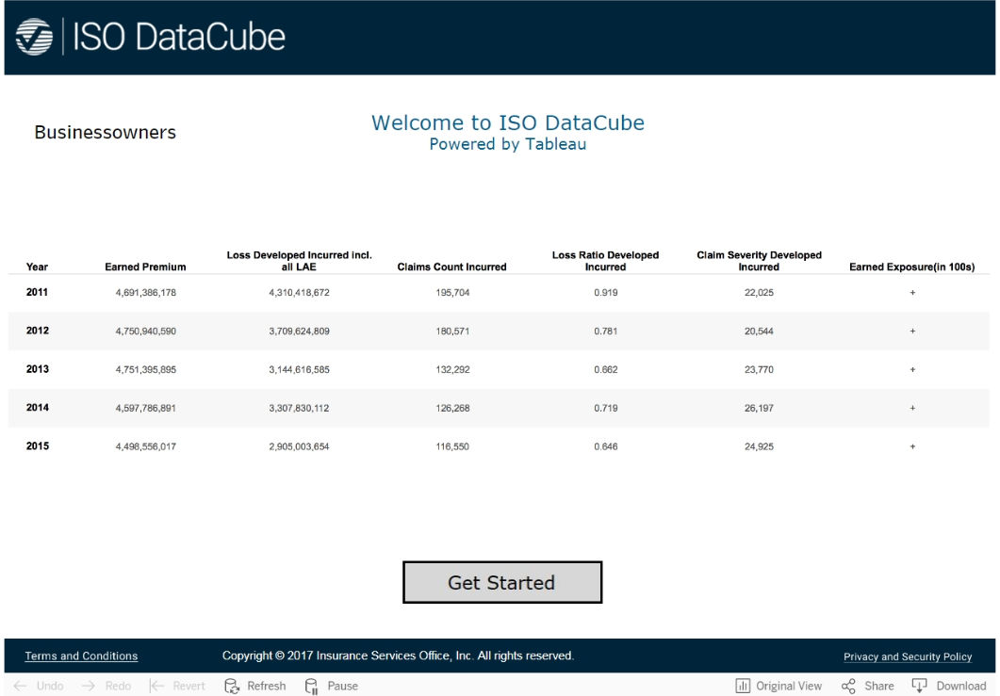 ISO DataCube
Businessowners
Welcome to ISO DataCube
Powered by Tableau
Year Earned Premium Loss Developed Incurred incl. all LAE Claims Count Incurred Loss Ratio Developed Incurred Claim Severity Developed Incurred Earned Exposure(in 100s)
2011 4,691,386,178 4,310,418,672 195,704 0.919 22,025 +
2012 4,750,940,590 3,709,624,809 180,571 0.781 20,544 +
2013 4,751,395,895 3,144,616,585 132,292 0.662 23,770 +
2014 4,597,786,891 3,307,830,112 126,268 0.719 26,197 +
2015 4,498,556,017 2,905,003,654 116,550 0.646 24,925 +
Get Started
Terms and Conditions Copyright © 2017 Insurance Services Office, Inc. All rights reserved. Privacy and Security Policy
Undo Redo Revert Refresh Pause Original View Share Download